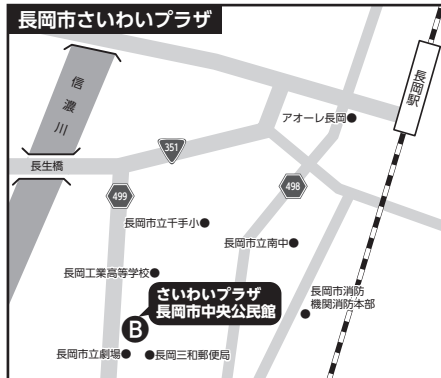 長岡市さいわいプラザ
信濃川
長岡駅
アオーレ長岡
351
長生橋
499
498
長岡市立千手小
長岡市立南中
長岡工業高等学校
さいわいプラザ
長岡市中央公民館
長岡市消防
機関消防本部
B
長岡市立劇場
長岡三和郵便局